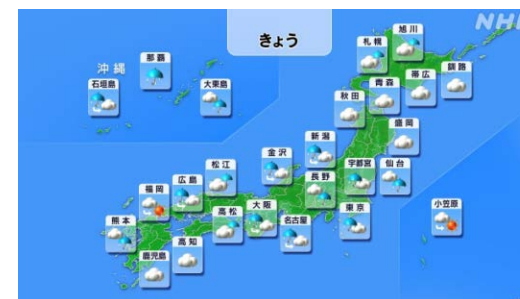 きょう
NHK
旭川
札幌
沖縄
那覇
石垣島
大東島
釧路
帯広
青森
秋田
盛岡
新潟
金沢
仙台
宇都宮
松江
長野
広島
福岡
小笠原
東京
大阪
高松
名古屋
熊本
高知
鹿児島